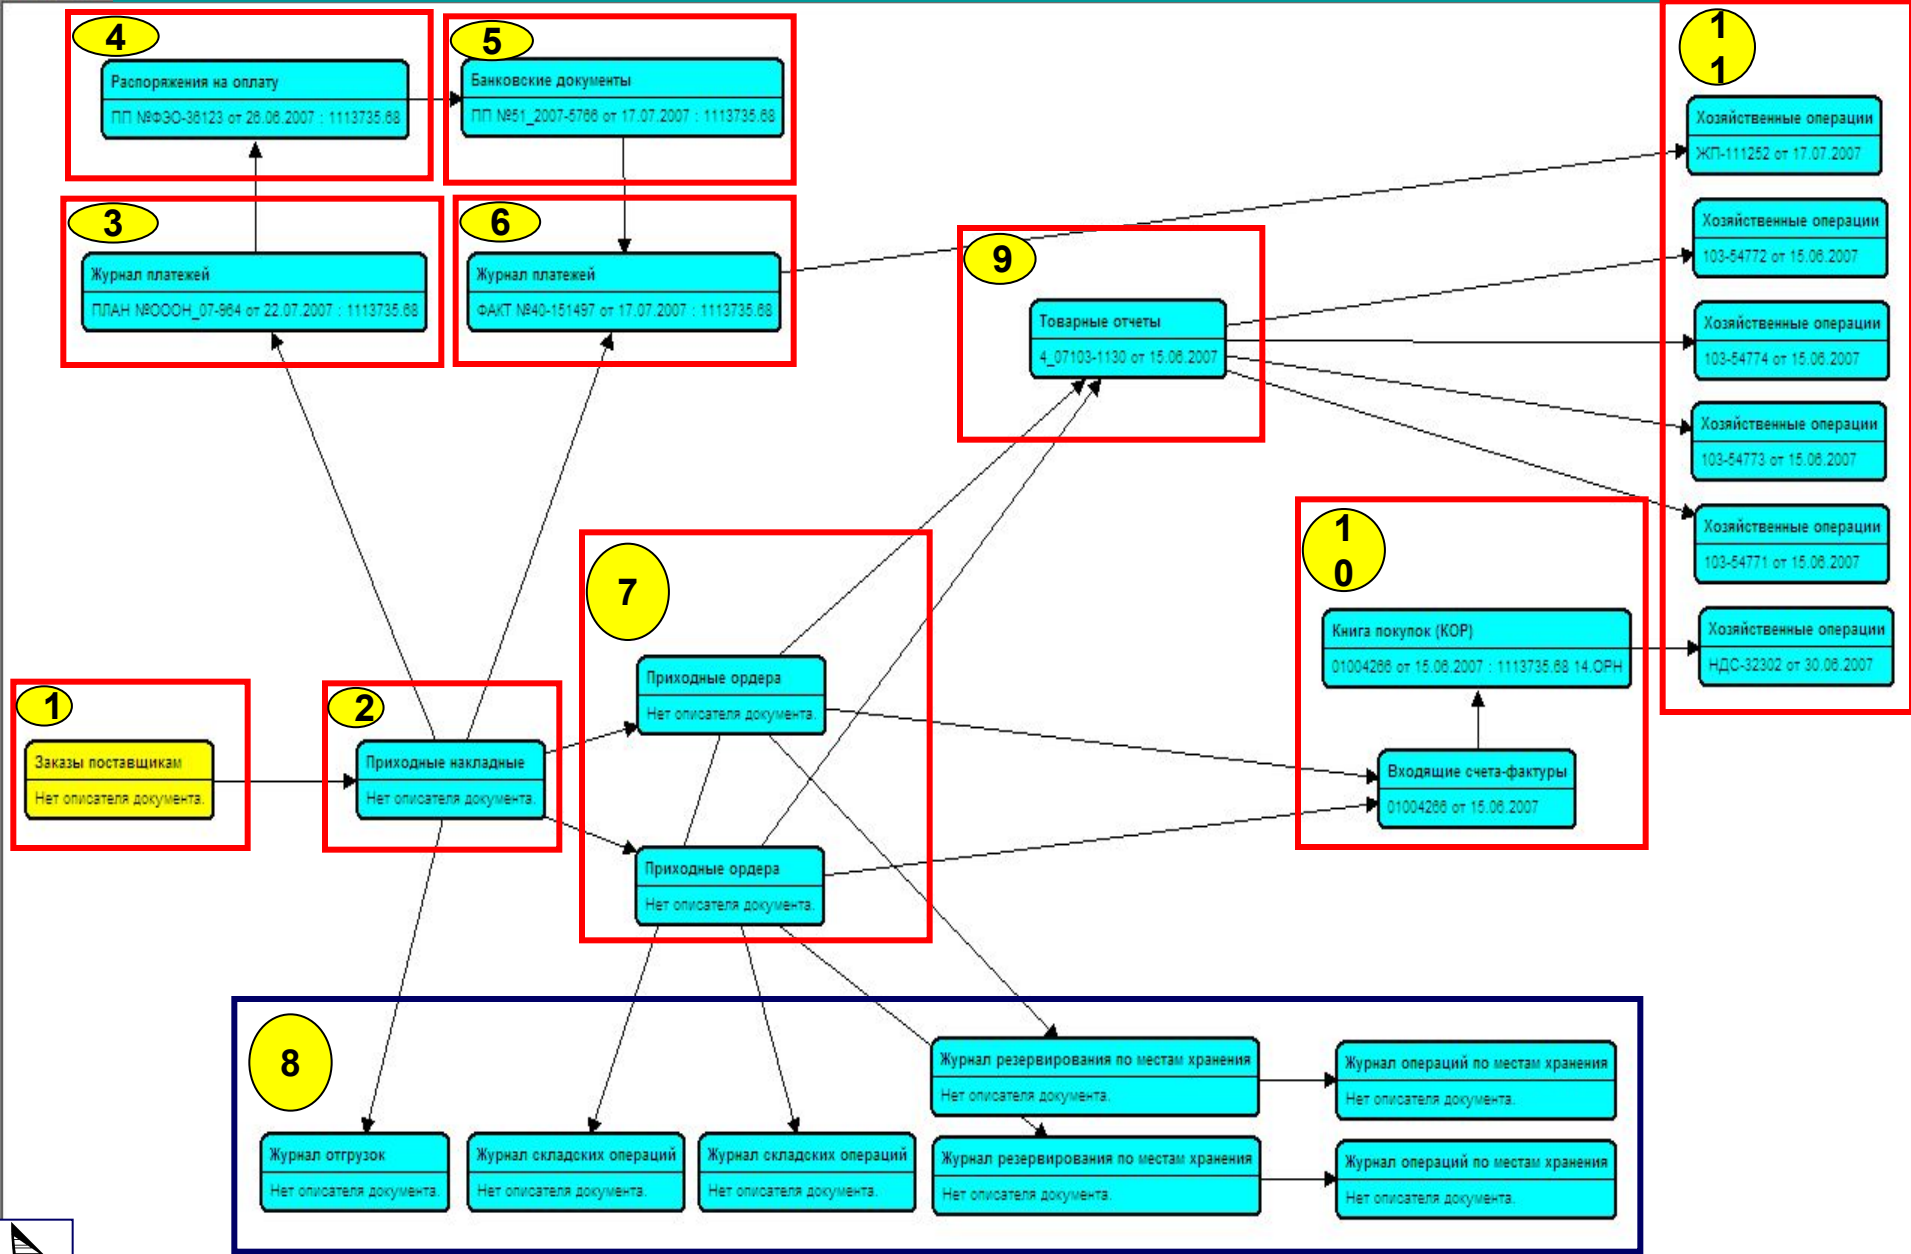 4
Распоряжения на оплату
ПП №ФЭО-36123 от 26.06.2007 : 1113735.68
5
Банковские документы
ПП №51_2007-5766 от 17.07.2007 : 1113735.68
3
Журнал платежей
ПЛАН №ОООН_07-964 от 22.07.2007 : 1113735.68
6
Журнал платежей
ФАКТ №40-151497 от 17.07.2007 : 1113735.68
9
Товарные отчеты
4_07103-1130 от 15.06.2007
1
1
Хозяйственные операции
ЖП-111252 от 17.07.2007
Хозяйственные операции
103-54772 от 15.06.2007
Хозяйственные операции
103-54774 от 15.06.2007
Хозяйственные операции
103-54773 от 15.06.2007
Хозяйственные операции
103-54771 от 15.06.2007
Хозяйственные операции
НДС-32302 от 30.06.2007
1
0
Книга покупок (КОР)
01004266 от 15.06.2007 : 1113735.68 14.ОРН
Входящие счета-фактуры
01004266 от 15.06.2007
7
Приходные ордера
Нет описателя документа.
Приходные ордера
Нет описателя документа.
1
Заказы поставщикам
Нет описателя документа.
2
Приходные накладные
Нет описателя документа.
8
Журнал резервирования по местам хранения
Нет описателя документа.
Журнал операций по местам хранения
Нет описателя документа.
Журнал отгрузок
Нет описателя документа.
Журнал складских операций
Нет описателя документа.
Журнал складских операций
Нет описателя документа.
Журнал резервирования по местам хранения
Нет описателя документа.
Журнал операций по местам хранения
Нет описателя документа.